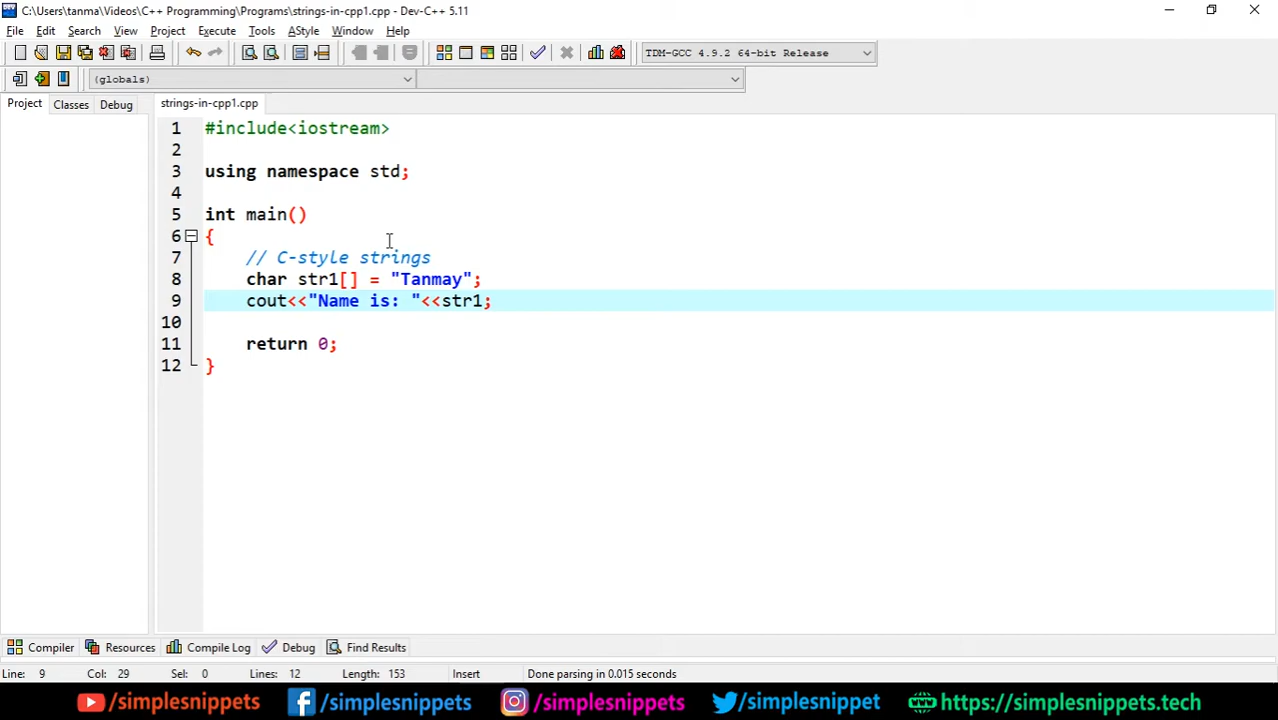 C:\Users\tanma\Videos\C++ Programming\Programs\strings-in-cpp1.cpp - Dev-C++ 5.11
File Edit Search View Project Execute Tools AStyle Window Help
TDM-GCC 4.9.2 64-bit Release
(globals)
Project Classes Debug strings-in-cpp1.cpp
1 #include<iostream>
2
3 using namespace std;
4
5 int main()
6 {
7 // C-style strings
8 char str1[] = "Tanmay";
9 cout<<"Name is: "<<str1;
10
11 return 0;
12 }
Compiler Resources Compile Log Debug Find Results
Line: 9 Col: 29 Sel: 0 Lines: 12 Length: 153 Insert Done parsing in 0.015 seconds
/simplesnippets /simplesnippets /simplesnippets /simplesnippet https://simplesnippets.tech